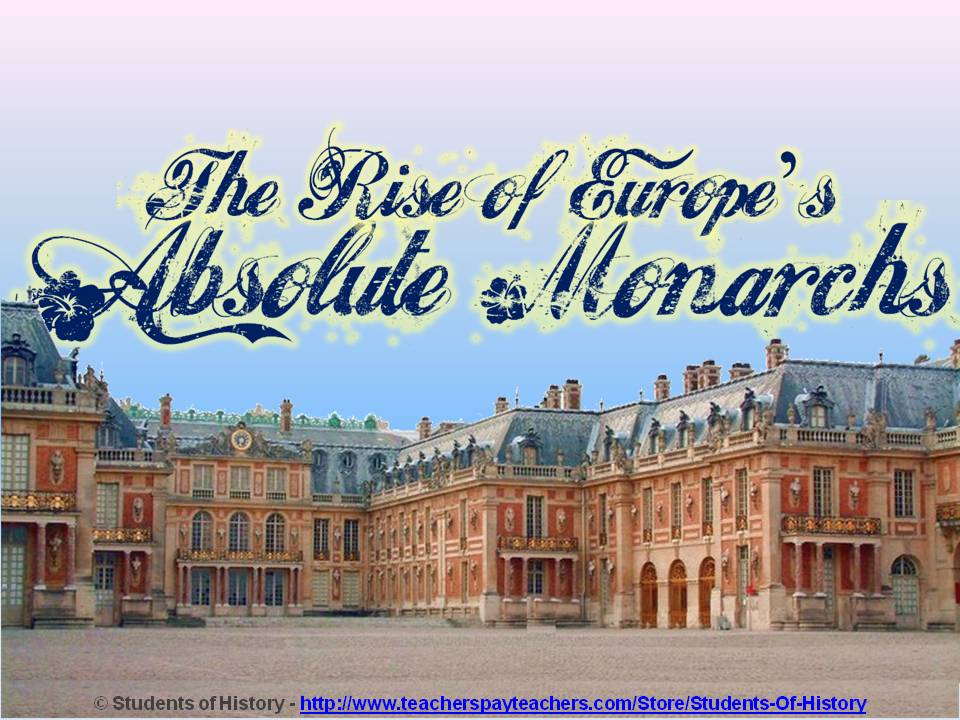 The Rise of Europe's
Absolute Monarchs
© Students of History - http://www.teacherspayteachers.com/Store/Students-Of-History